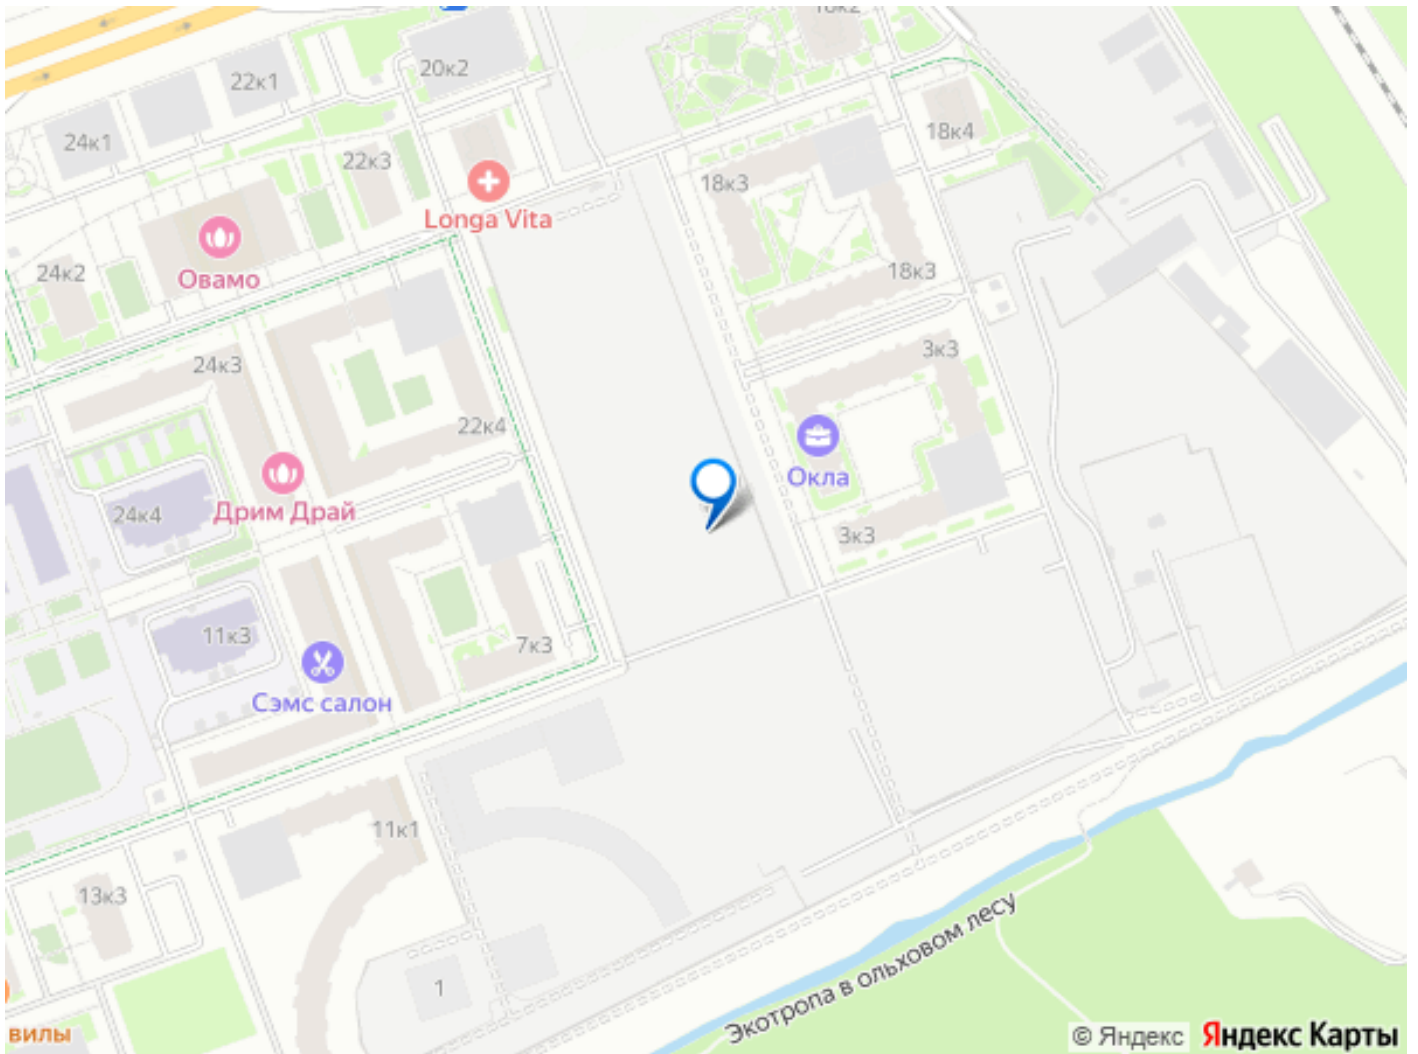 16к2
20к2
22к1
24к1
18к4
22к3
18к3
Longa Vita
24к2
Овамо
18к3
3к3
24к3
22к4
Окла
Дрим Драй
24к4
3к3
11к3
7к3
Сэмс салон
11к1
13к3
1
Экотропа в ольховом лесу
вилы
© Яндекс Яндекс Карты